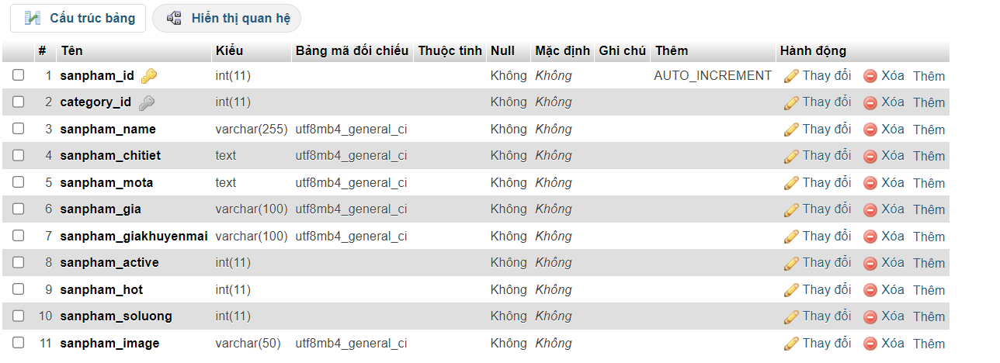 Cấu trúc bảng Hiển thị quan hệ
# Tên Kiểu Bảng mã đối chiếu Thuộc tính Null Mặc định Ghi chú Thêm Hành động
1 sanpham_id int(11) Không Không AUTO_INCREMENT Thay đổi Xóa Thêm
2 category_id int(11) Không Không Thay đổi Xóa Thêm
3 sanpham_name varchar(255) utf8mb4_general_ci Không Không Thay đổi Xóa Thêm
4 sanpham_chitiet text utf8mb4_general_ci Không Không Thay đổi Xóa Thêm
5 sanpham_mota text utf8mb4_general_ci Không Không Thay đổi Xóa Thêm
6 sanpham_gia varchar(100) utf8mb4_general_ci Không Không Thay đổi Xóa Thêm
7 sanpham_giakhuyenmai varchar(100) utf8mb4_general_ci Không Không Thay đổi Xóa Thêm
8 sanpham_active int(11) Không Không Thay đổi Xóa Thêm
9 sanpham_hot int(11) Không Không Thay đổi Xóa Thêm
10 sanpham_soluong int(11) Không Không Thay đổi Xóa Thêm
11 sanpham_image varchar(50) utf8mb4_general_ci Không Không Thay đổi Xóa Thêm